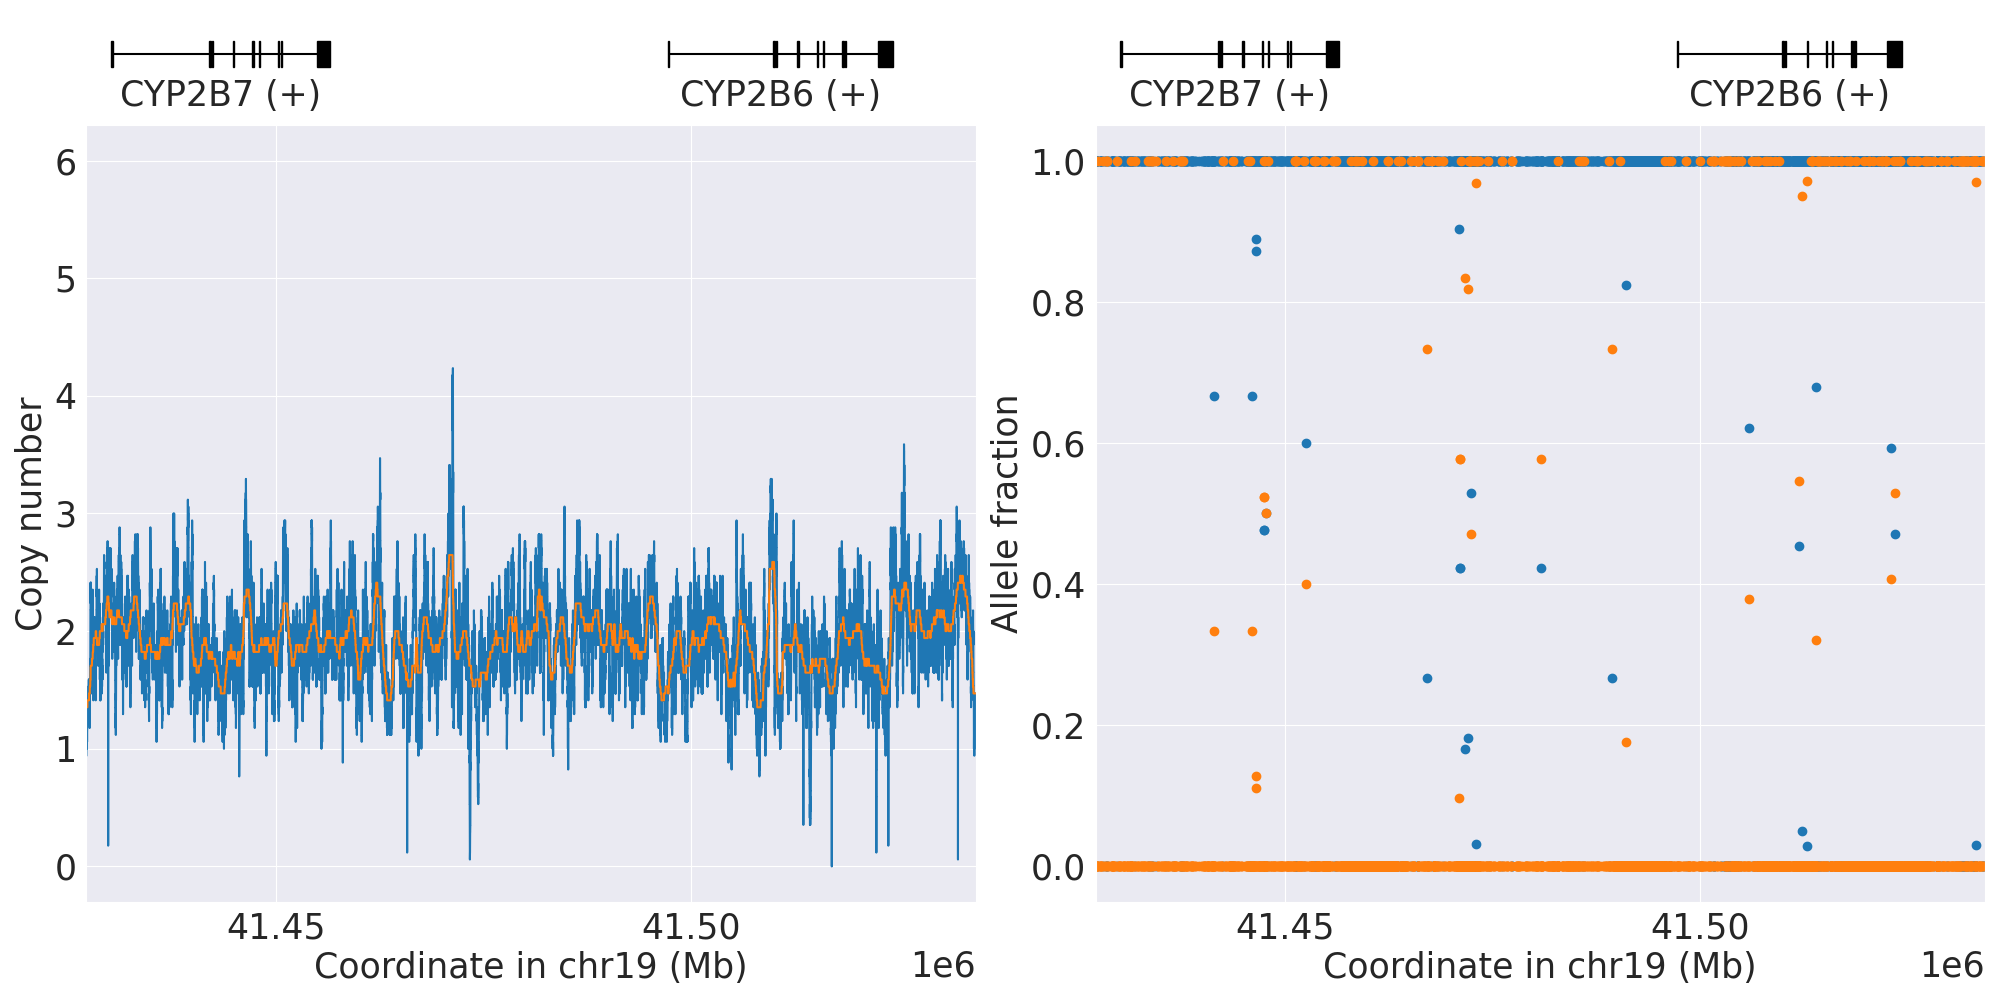 CYP2B7 (+)
CYP2B6 (+)
CYP2B7 (+)
CYP2B6 (+)
6
5
4
3
2
1
0
Copy number
41.45
41.50
Coordinate in chr19 (Mb)
1e6
1.0
0.8
0.6
0.4
0.2
0.0
Allele fraction
41.45
41.50
Coordinate in chr19 (Mb)
1e6